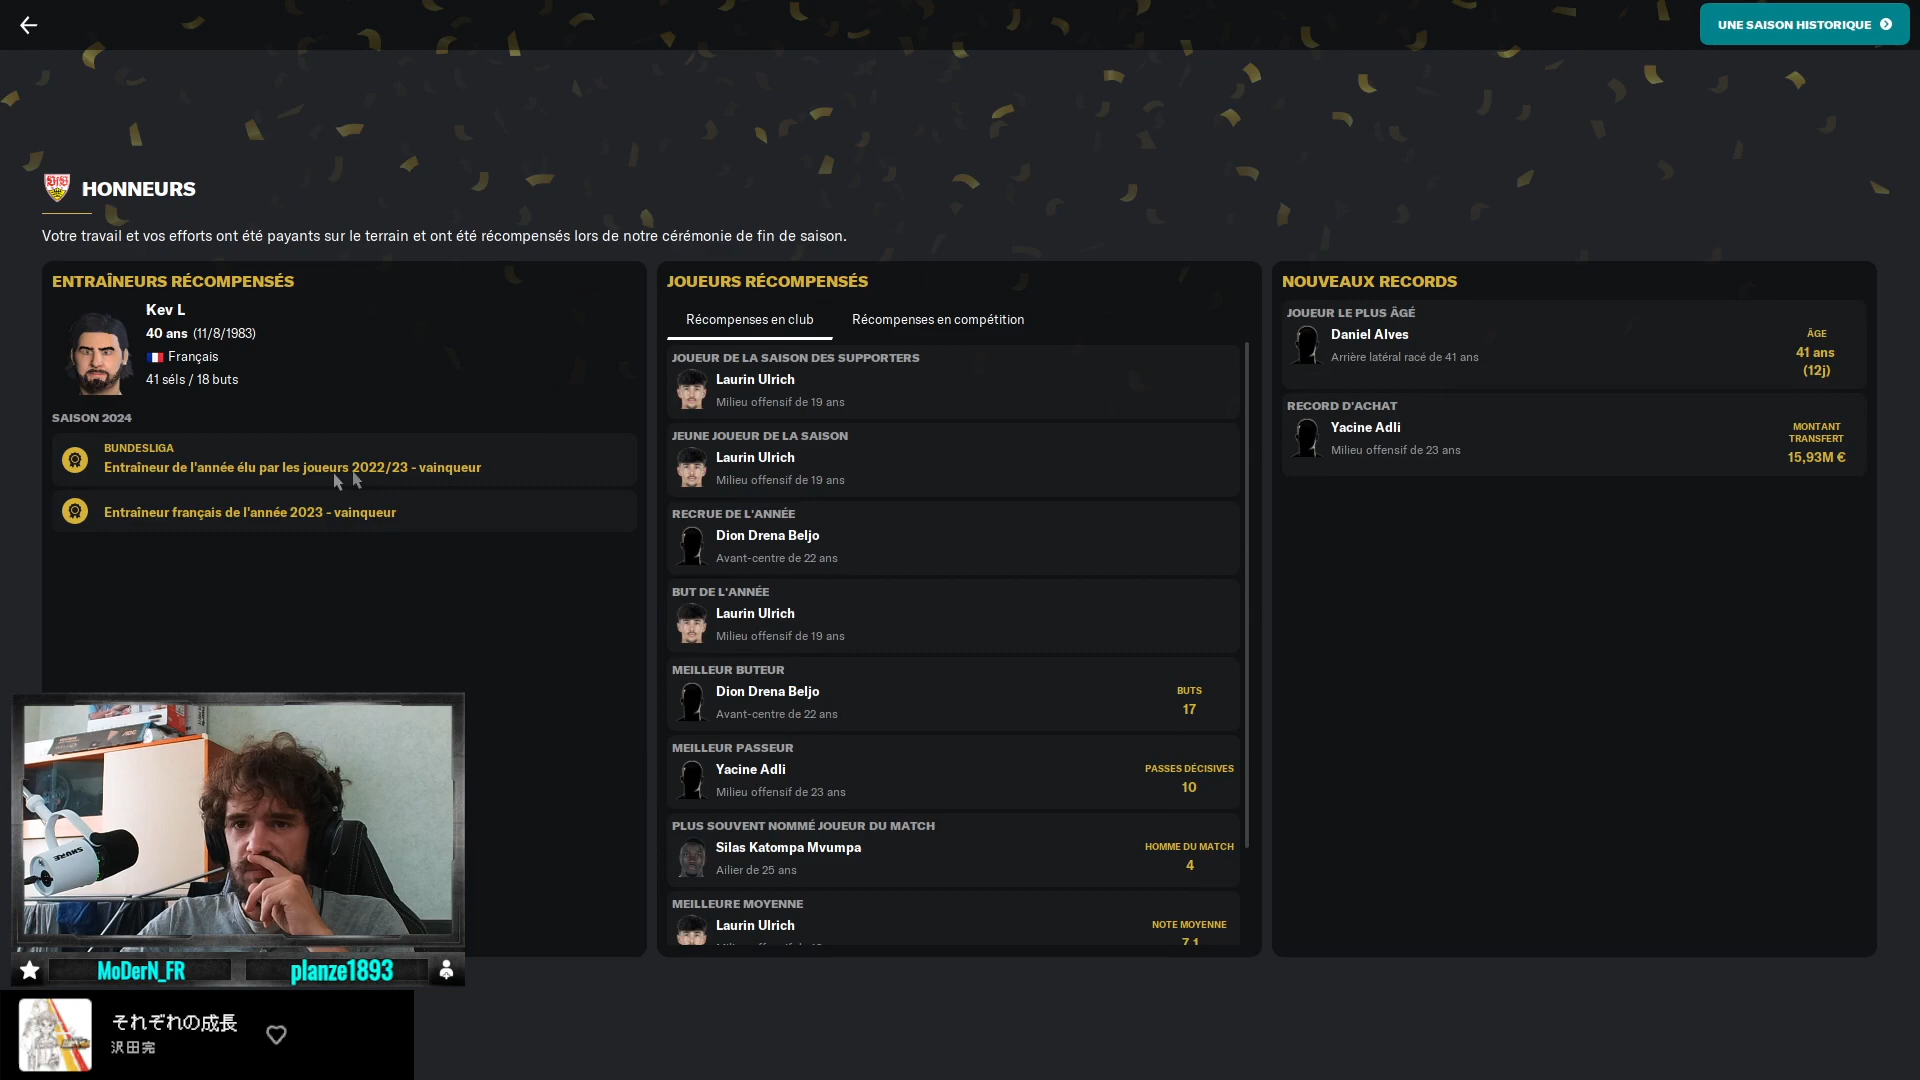 UNE SAISON HISTORIQUE
HONNEURS
Votre travail et vos efforts ont été payants sur le terrain et ont été récompensés lors de notre cérémonie de fin de saison.
ENTRAÎNEURS RÉCOMPENSÉS
Kev L
40 ans (11/8/1983)
Français
41 séls / 18 buts
SAISON 2024
BUNDESLIGA
Entraîneur de l'année élu par les joueurs 2022/23 - vainqueur
Entraîneur français de l'année 2023 - vainqueur
JOUEURS RÉCOMPENSÉS
Récompenses en club
Récompenses en compétition
JOUEUR DE LA SAISON DES SUPPORTERS
Laurin Ulrich
Milieu offensif de 19 ans
JEUNE JOUEUR DE LA SAISON
Laurin Ulrich
Milieu offensif de 19 ans
RECRUE DE L'ANNÉE
Dion Drena Beljo
Avant-centre de 22 ans
BUT DE L'ANNÉE
Laurin Ulrich
Milieu offensif de 19 ans
MEILLEUR BUTEUR
Dion Drena Beljo
Avant-centre de 22 ans
BUTS
17
MEILLEUR PASSEUR
Yacine Adli
Milieu offensif de 23 ans
PASSES DÉCISIVES
10
PLUS SOUVENT NOMMÉ JOUEUR DU MATCH
Silas Katompa Mvumpa
Ailier de 25 ans
HOMME DU MATCH
4
MEILLEURE MOYENNE
Laurin Ulrich
NOTE MOYENNE
7.1
NOUVEAUX RECORDS
JOUEUR LE PLUS ÂGÉ
Daniel Alves
Arrière latéral racé de 41 ans
ÂGE
41 ans
(12j)
RECORD D'ACHAT
Yacine Adli
Milieu offensif de 23 ans
MONTANT
TRANSFERT
15,93M €
SHURE
MoDerN_FR
planze1893
それぞれの成長
沢田完